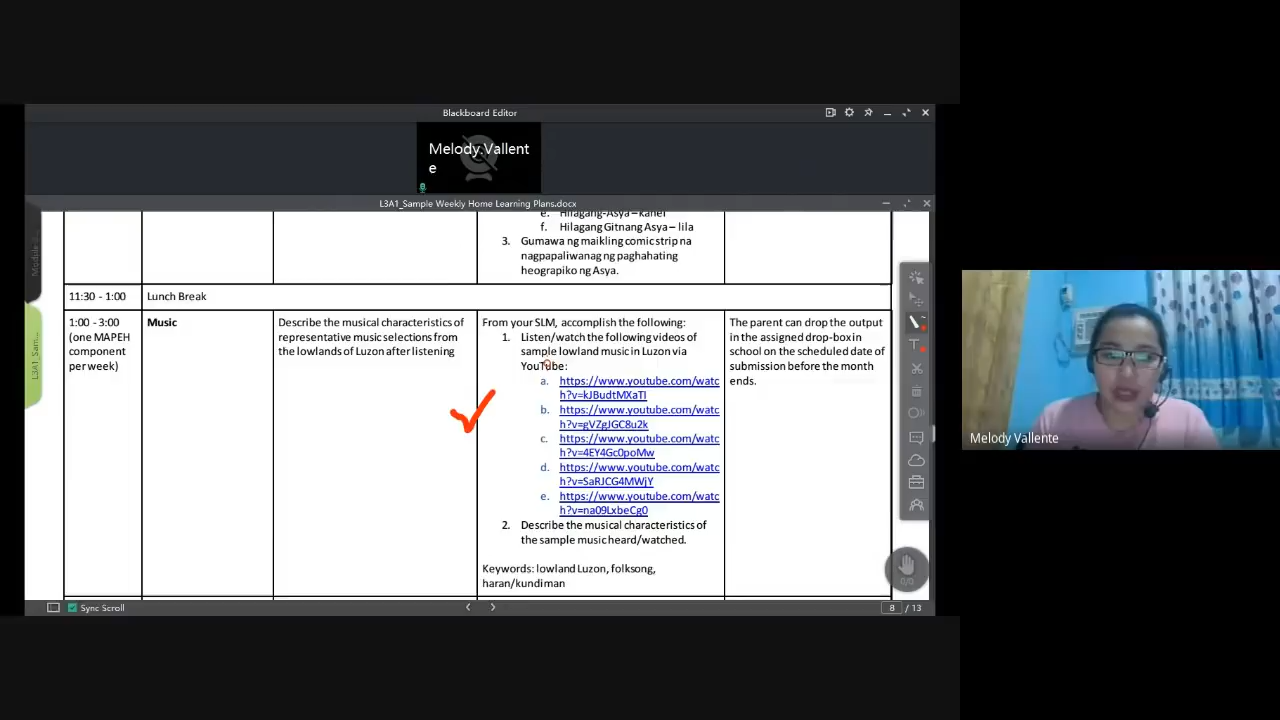 Blackboard Editor
Melody.Vallent
e
L3A1_Sample Weekly Home Learning Plans.docx
e. Hilagang-Asya – kahel
f. Hilagang Gitnang Asya – lila
3. Gumawa ng maikling comic strip na
nagpapaliwanag ng paghahating
heograpiko ng Asya.
11:30 - 1:00 Lunch Break
1:00 - 3:00
(one MAPEH
component
per week)
Music
Describe the musical characteristics of
representative music selections from
the lowlands of Luzon after listening
From your SLM, accomplish the following:
1. Listen/watch the following videos of
sample lowland music in Luzon via
YouTube:
a. https://www.youtube.com/watc
h?v=kJBudtMXaTI
b. https://www.youtube.com/watc
h?v=gVZgJGC8u2k
c. https://www.youtube.com/watc
h?v=4EY4Gc0poMw
d. https://www.youtube.com/watc
h?v=SaRJCG4MWjY
e. https://www.youtube.com/watc
h?v=na09LxbeCg0
2. Describe the musical characteristics of
the sample music heard/watched.
Keywords: lowland Luzon, folksong,
haran/kundiman
The parent can drop the output
in the assigned drop-box in
school on the scheduled date of
submission before the month
ends.
L3A1_Sam...
0/0
Sync Scroll
8 / 13
Melody Vallente